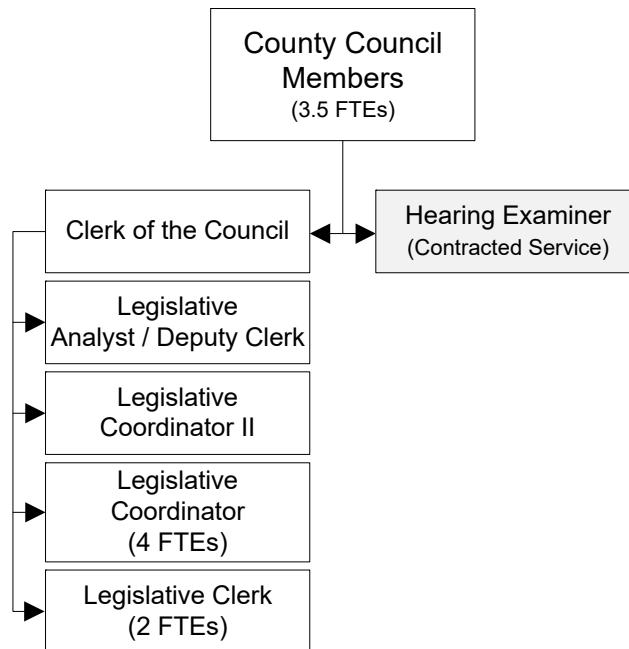 County Council
Members
(3.5 FTEs)
Clerk of the Council
Hearing Examiner
(Contracted Service)
Legislative
Analyst / Deputy Clerk
Legislative
Coordinator II
Legislative
Coordinator
(4 FTEs)
Legislative Clerk
(2 FTEs)